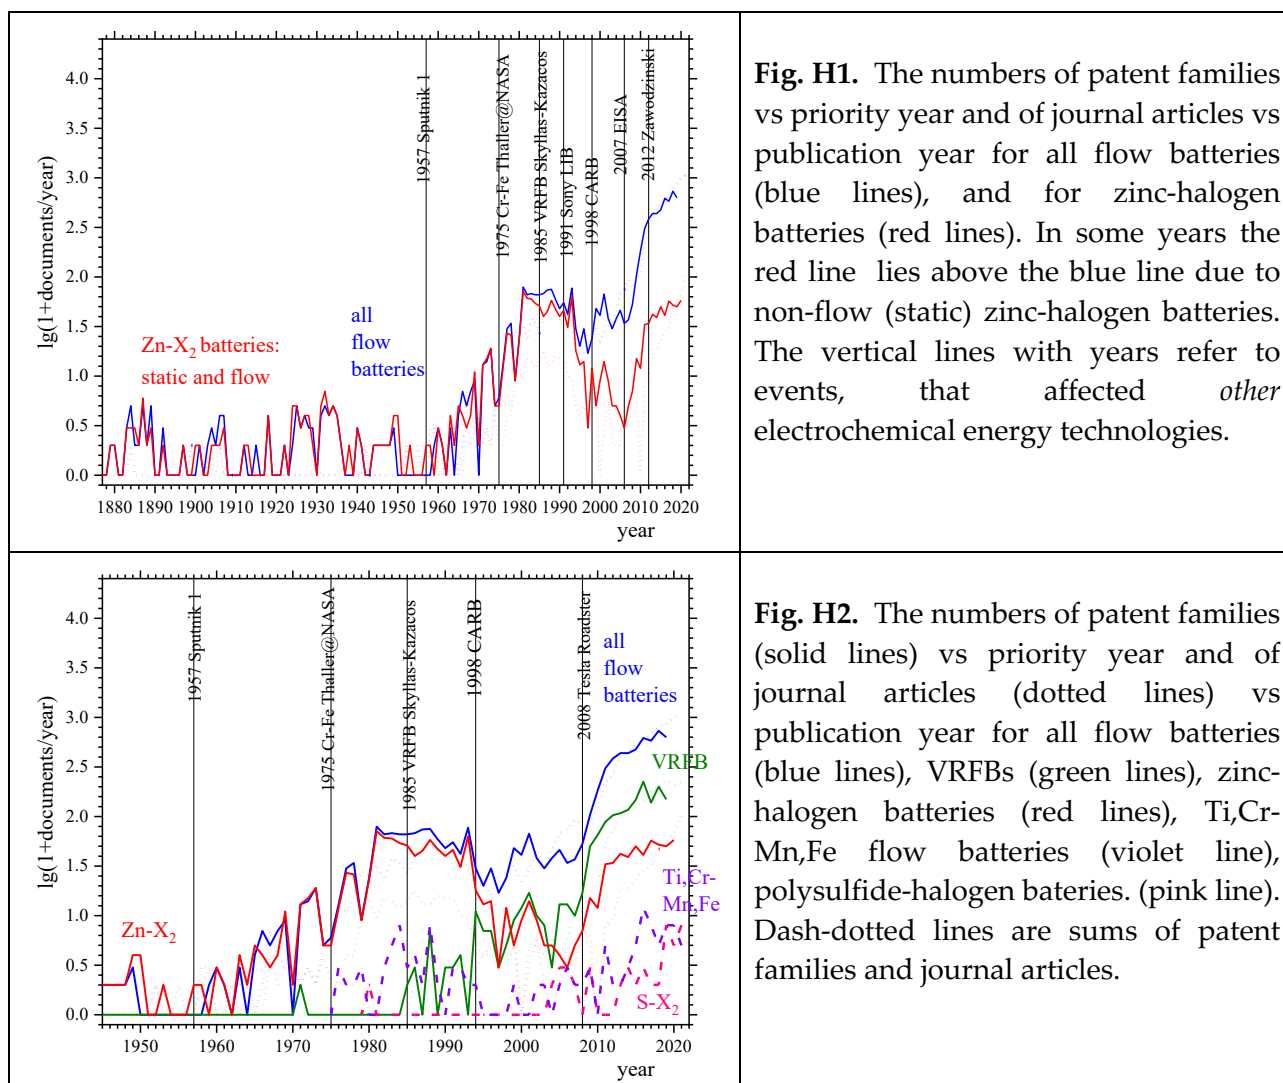 4.0
3.5
3.0
2.5
2.0
1.5
1.0
0.5
0.0
lg(1+documents/year)
1957 Sputnik 1
1975 Cr-Fe Thaller@NASA
1985 VRFB Skyllas-Kazacos
1991 Sony LIB
1998 CARB
2007 EISA
2012 Zawodzinski
Zn-X2 batteries:
static and flow
all
flow
batteries
1880 1890 1900 1910 1920 1930 1940 1950 1960 1970 1980 1990 2000 2010 2020
year
Fig. H1. The numbers of patent families
vs priority year and of journal articles vs
publication year for all flow batteries
(blue lines), and for zinc-halogen
batteries (red lines). In some years the
red line lies above the blue line due to
non-flow (static) zinc-halogen batteries.
The vertical lines with years refer to
events, that affected other
electrochemical energy technologies.
4.0
3.5
3.0
2.5
2.0
1.5
1.0
0.5
0.0
lg(1+documents/year)
1957 Sputnik 1
1975 Cr-Fe Thaller@NASA
1985 VRFB Skyllas-Kazacos
1998 CARB
2008 Tesla Roadster
all
flow
batteries
VRFB
Ti,Cr-
Mn,Fe
Zn-X2
S-X2
1950 1960 1970 1980 1990 2000 2010 2020
year
Fig. H2. The numbers of patent families
(solid lines) vs priority year and of
journal articles (dotted lines) vs
publication year for all flow batteries
(blue lines), VRFBs (green lines), zinc-
halogen batteries (red lines), Ti,Cr-
Mn,Fe flow batteries (violet line),
polysulfide-halogen bateries. (pink line).
Dash-dotted lines are sums of patent
families and journal articles.